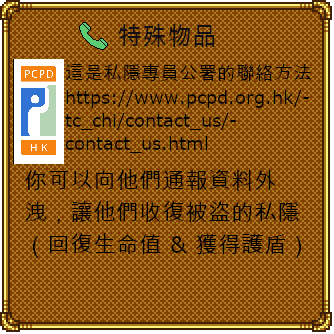 特殊物品
PCPD
HK
這是私隱專員公署的聯絡方法
https://www.pcpd.org.hk/-
tc_chi/contact_us/-
contact_us.html
你可以向他們通報資料外
洩，讓他們收復被盜的私隱
（回復生命值 & 獲得護盾）